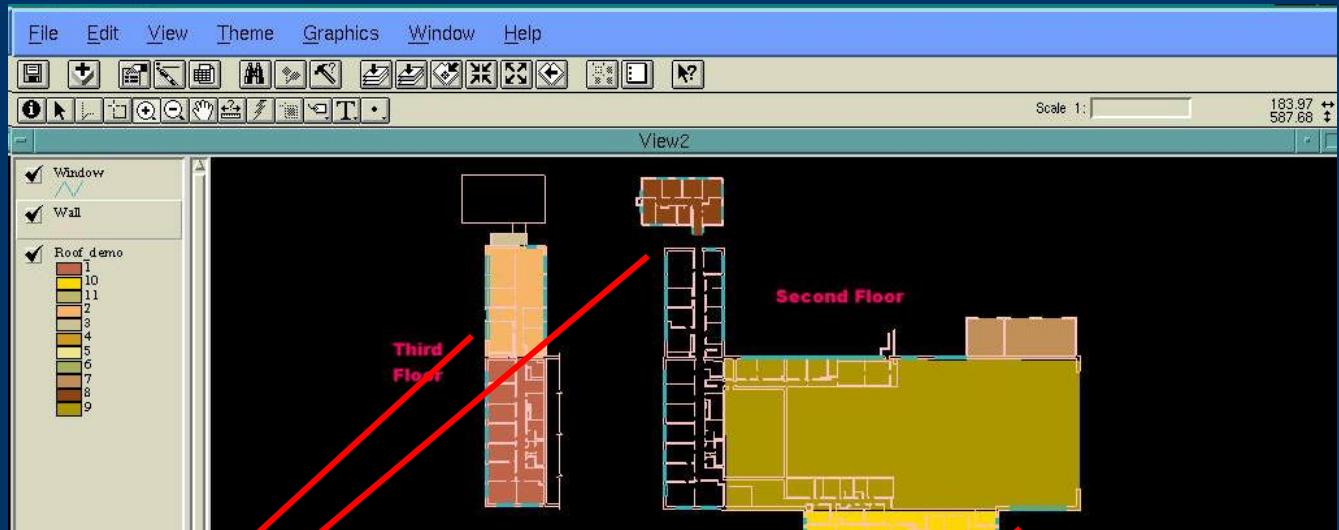 File Edit View Theme Graphics Window Help
Scale 1:
183.97
587.68
View2
Window
Wall
Roof_demo
1
10
11
2
3
4
5
6
7
8
9
Second Floor
Third
Floor